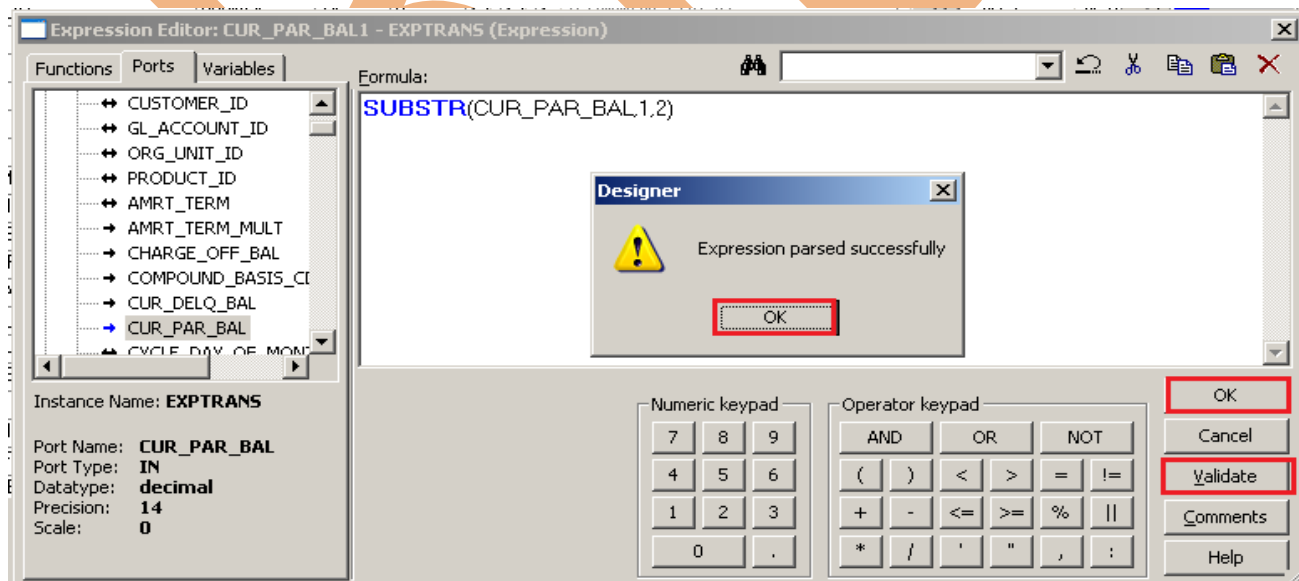 Expression Editor: CUR_PAR_BAL1 - EXPTRANS (Expression)
Functions Ports Variables
Formula:
CUSTOMER_ID
GL_ACCOUNT_ID
ORG_UNIT_ID
PRODUCT_ID
AMRT_TERM
AMRT_TERM_MULT
CHARGE_OFF_BAL
COMPOUND_BASIS_CD
CUR_DELQ_BAL
CUR_PAR_BAL
CYCLE_DAY_OF_MONT
SUBSTR(CUR_PAR_BAL,1,2)
Designer
Expression parsed successfully
OK
Instance Name: EXPTRANS
Port Name: CUR_PAR_BAL
Port Type: IN
Datatype: decimal
Precision: 14
Scale: 0
Numeric keypad
7 8 9
4 5 6
1 2 3
0 .
Operator keypad
AND OR NOT
( ) < > = !=
+ - <= >= % ||
* / ' " , :
OK
Cancel
Validate
Comments
Help